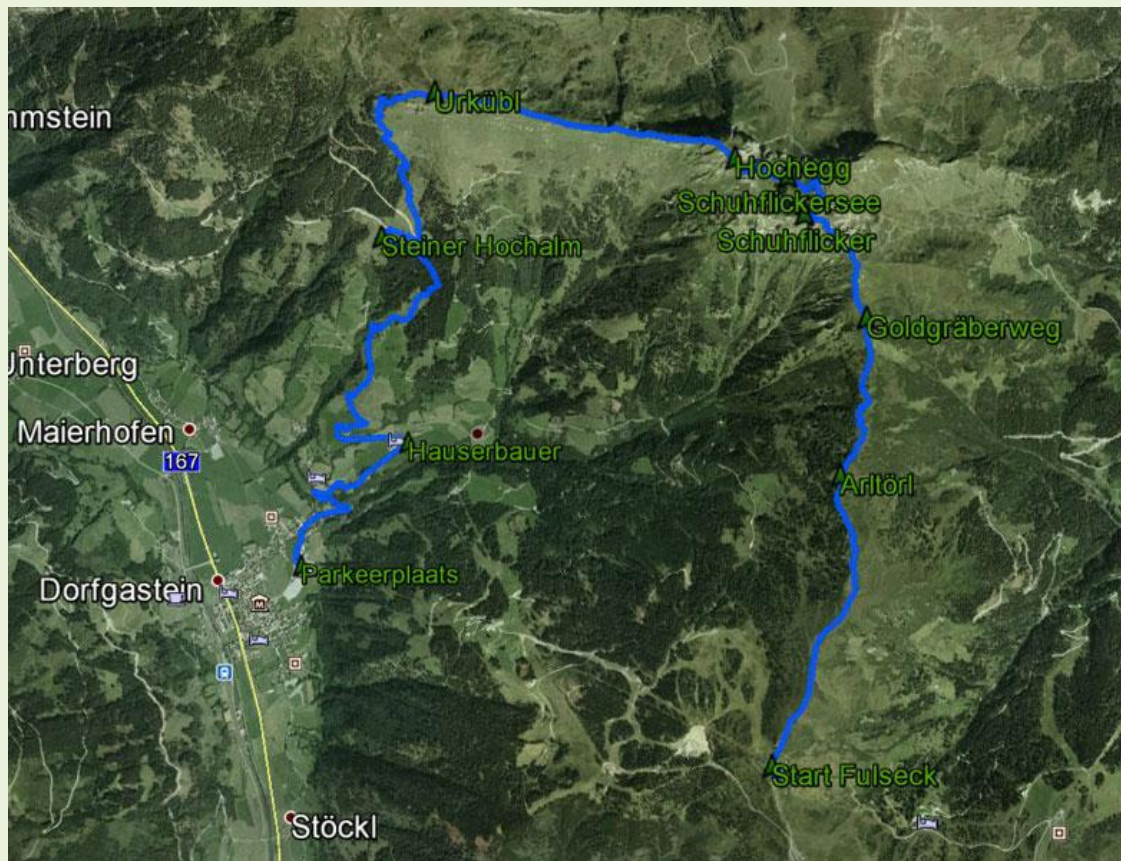 Urkübl
mmstein
Hochegg
Schuhflickersee
Schuhflicker
Steiner Hochalm
Goldgräberweg
Unterberg
Maierhofen
167
Hauserbauer
Arltörl
Parkeerplaats
Dorfgastein
M
Start Fulseck
Stöckl